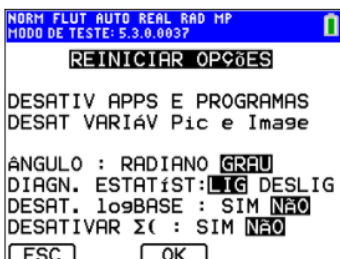 NORM FLUT AUTO REAL RAD MP
MODO DE TESTE: 5.3.0.0037
REINICIAR OPÇõES
DESATIV APPS E PROGRAMAS
DESAT VARIáV Pic e Image
ÂNGULO : RADIANO GRAU
DIAGN. ESTATíST:LIG DESLIG
DESAT. logBASE : SIM NÃO
DESATIVAR Σ( : SIM NÃO
ESC OK